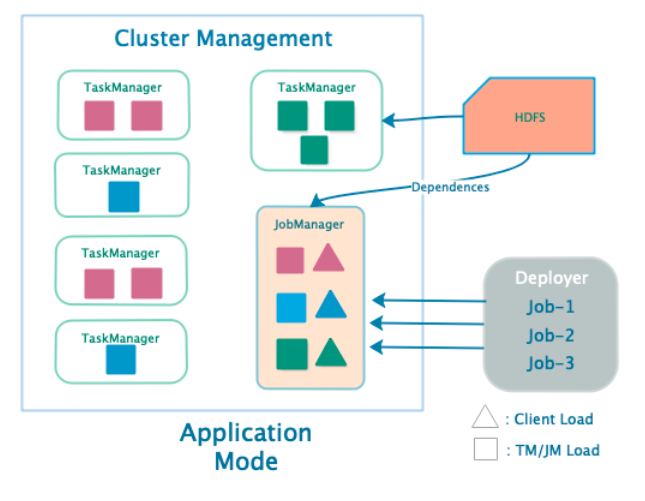 Cluster Management
TaskManager
TaskManager
HDFS
TaskManager
Dependences
JobManager
TaskManager
Deployer
Job-1
Job-2
Job-3
TaskManager
Application
Mode
: Client Load
: TM/JM Load